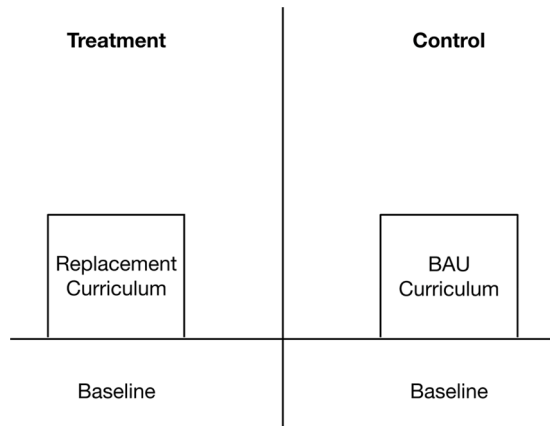 Treatment
Control
Replacement
Curriculum
BAU
Curriculum
Baseline
Baseline